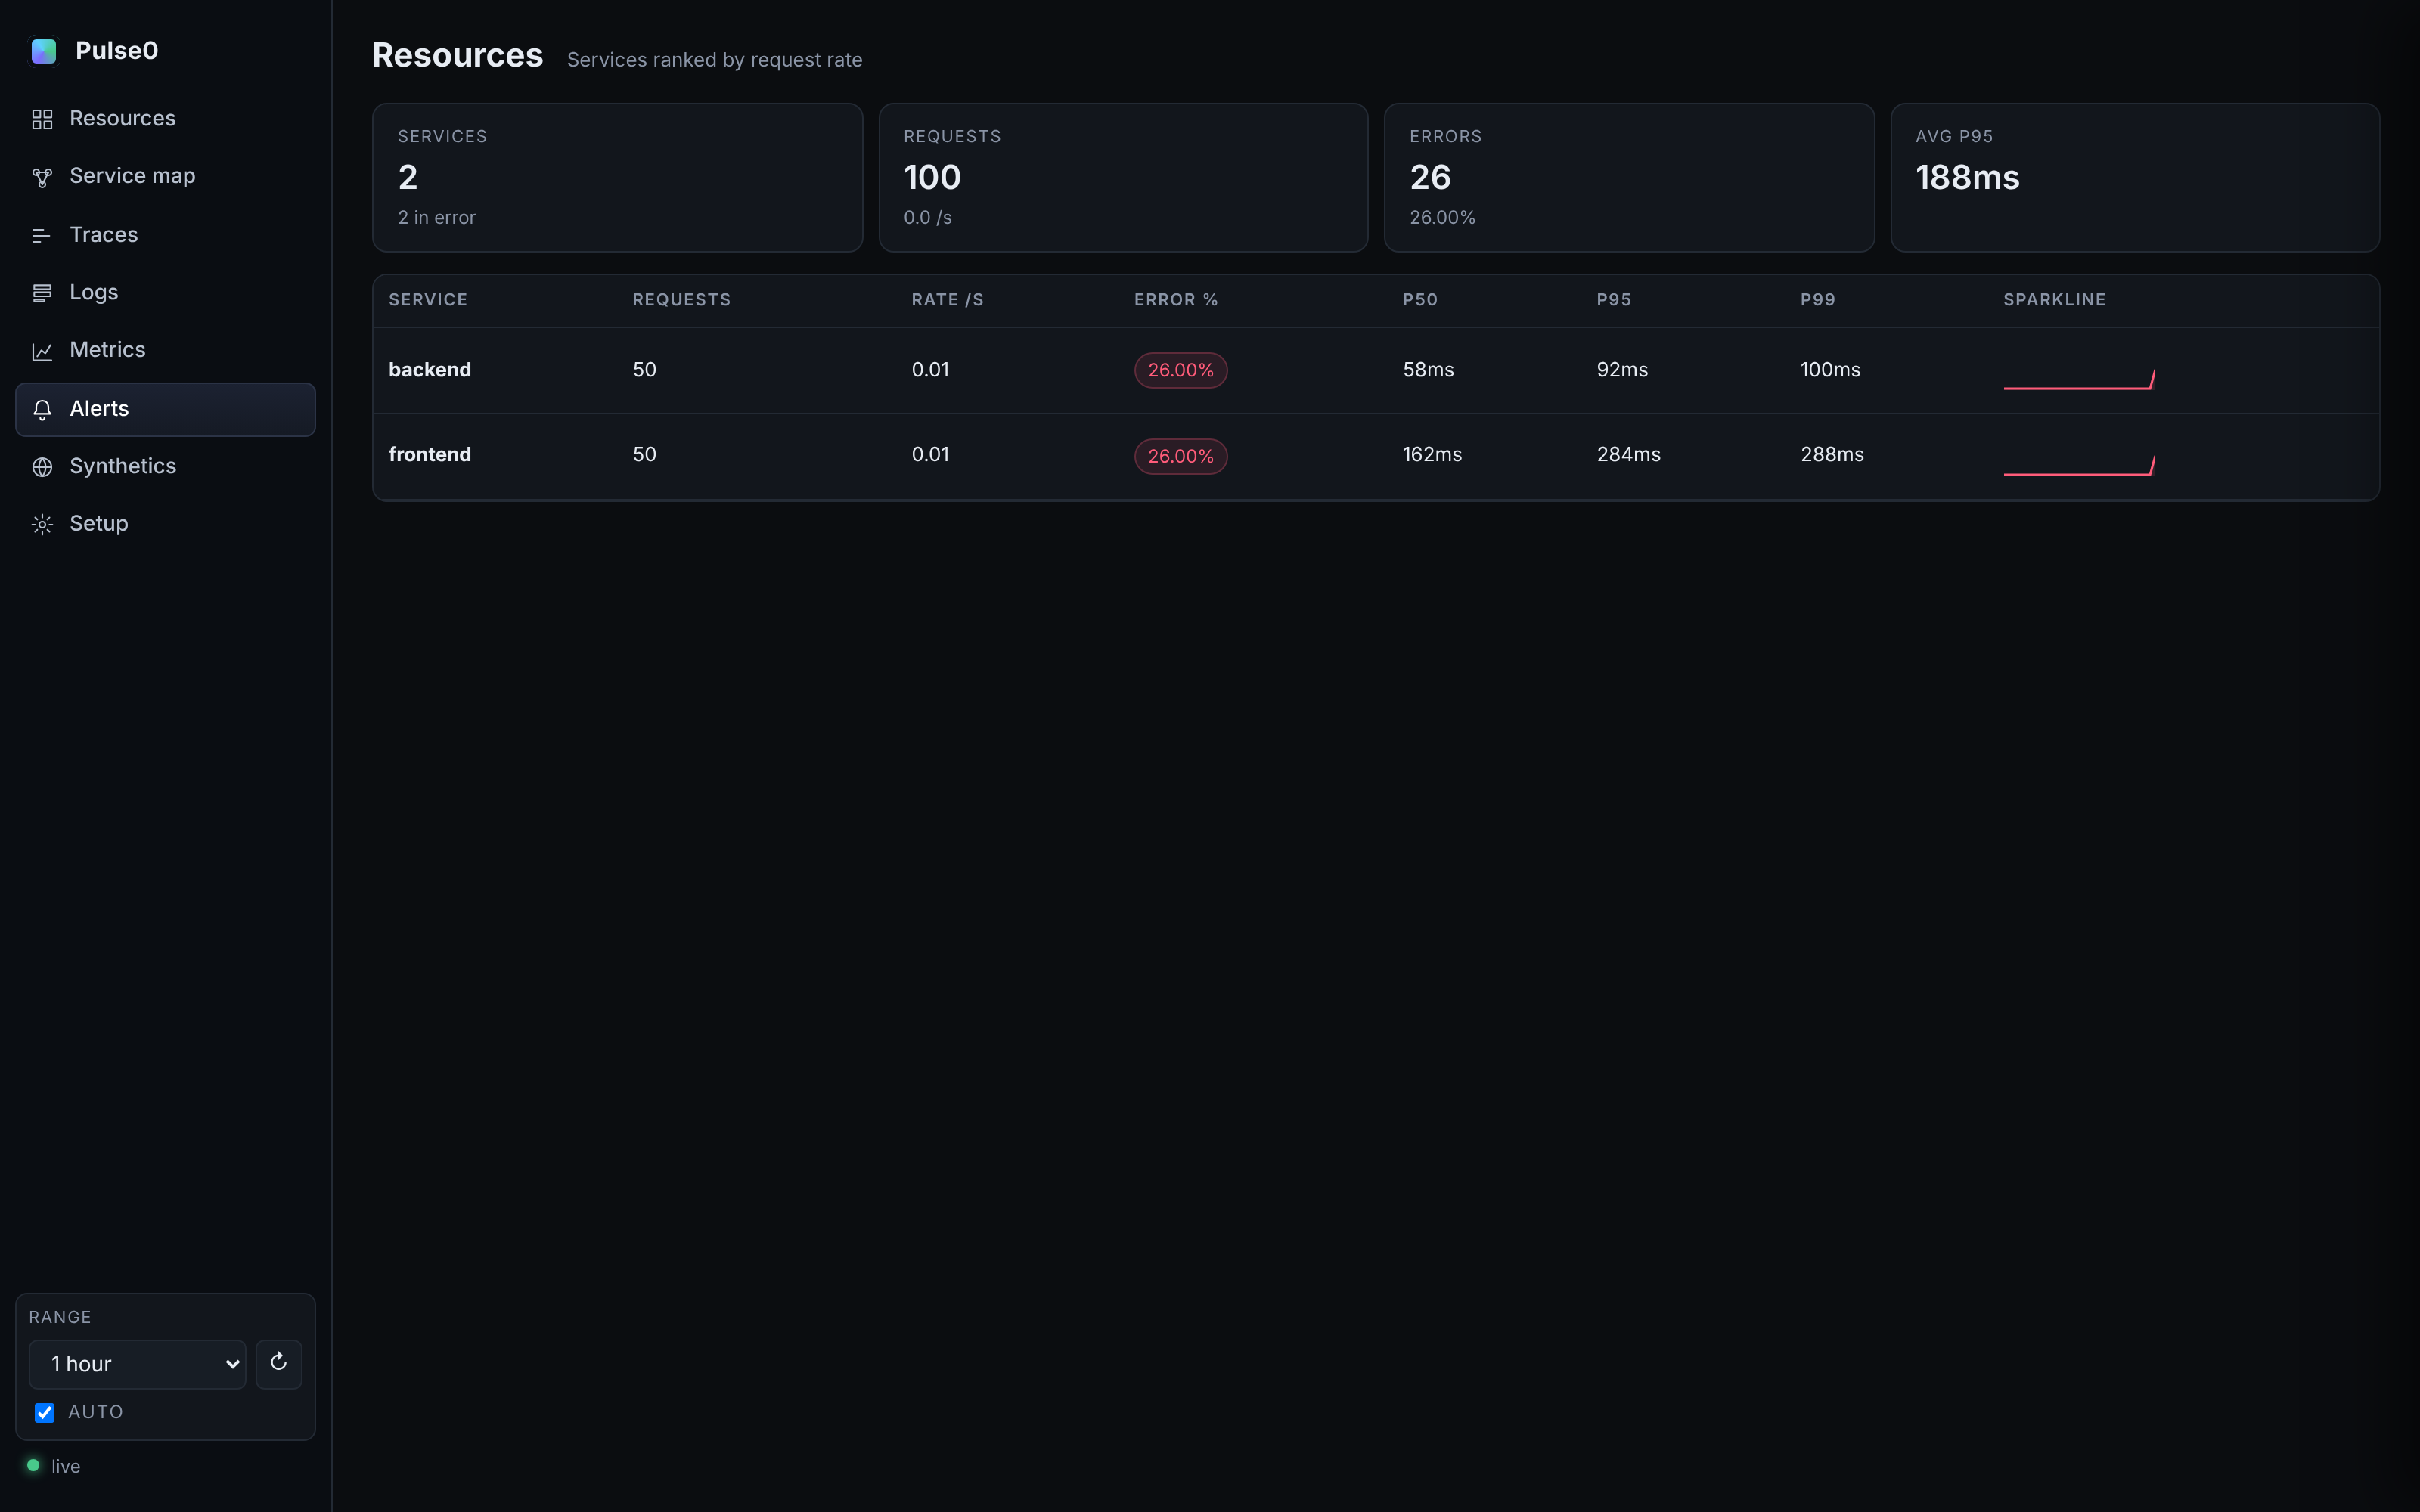 Pulse0
Resources
Service map
Traces
Logs
Metrics
Alerts
Synthetics
Setup
RANGE
1 hour
AUTO
live
Resources Services ranked by request rate
SERVICES
2
2 in error
REQUESTS
100
0.0 /s
ERRORS
26
26.00%
AVG P95
188ms
SERVICE REQUESTS RATE /S ERROR % P50 P95 P99 SPARKLINE
backend 50 0.01 26.00% 58ms 92ms 100ms
frontend 50 0.01 26.00% 162ms 284ms 288ms